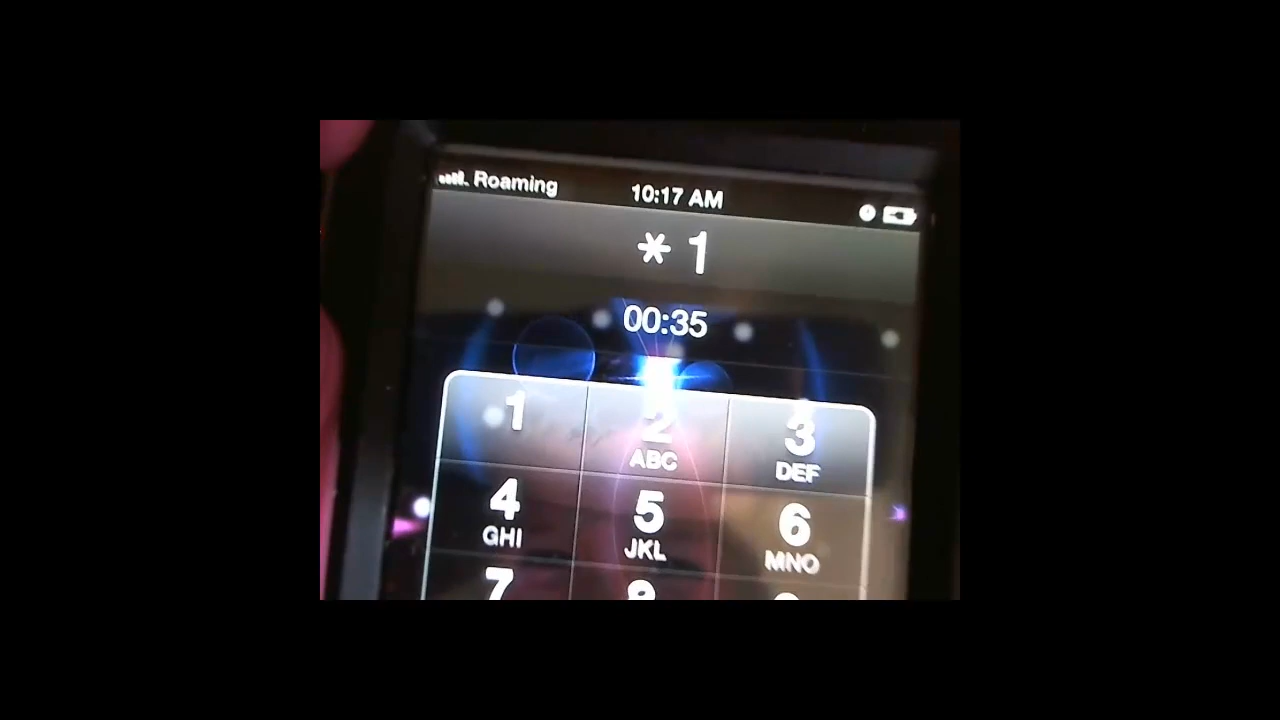 Roaming 10:17 AM
* 1
00:35
1 2 3
ABC DEF
4 5 6
GHI JKL MNO
7